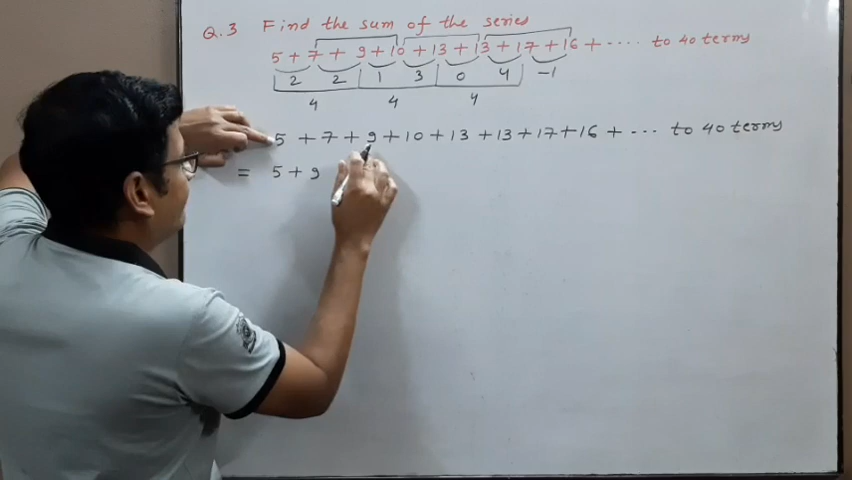 Q.3 Find the sum of the series
5 + 7 + 9 + 10 + 13 + 13 + 17 + 16 + .... to 40 terms
2 2 1 3 0 4 -1
4 4 4
5 + 7 + 9 + 10 + 13 + 13 + 17 + 16 + ... to 40 terms
= 5 + 9